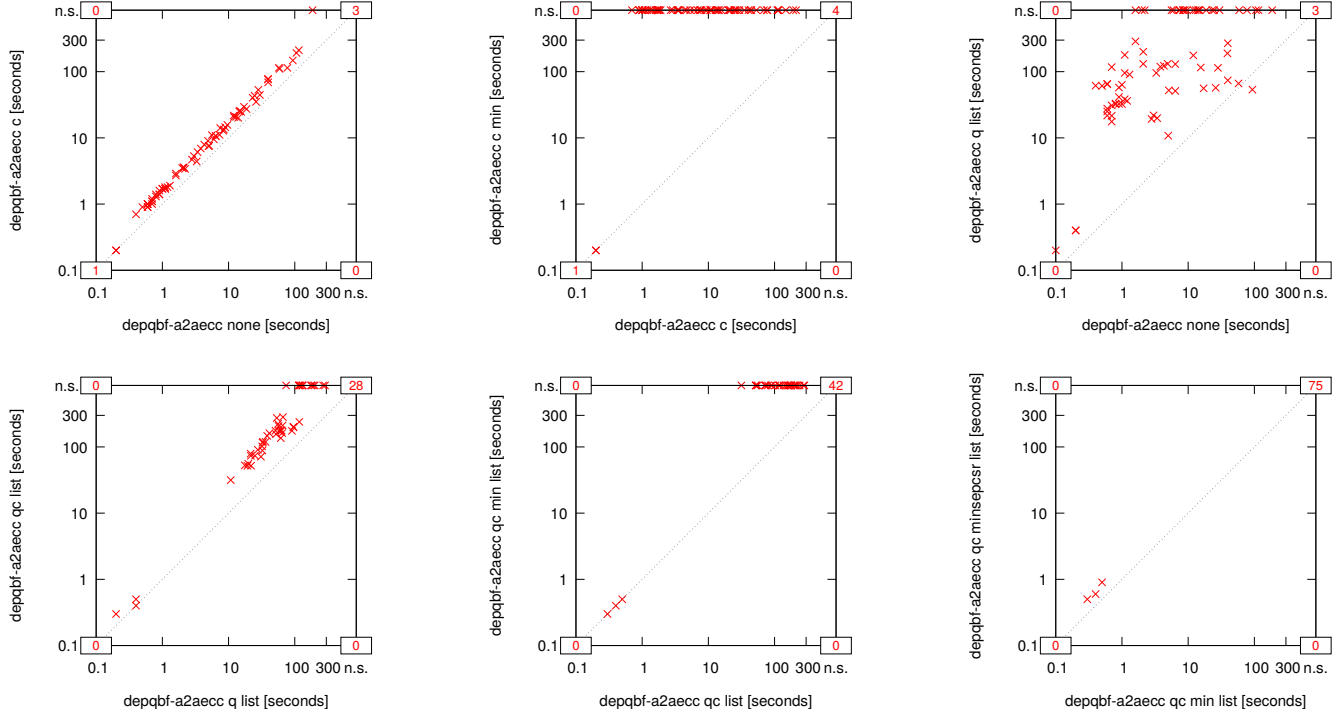 n.s. 0 3
300
100
10
1
0.1 1 0
0.1 1 10 100 300 n.s.
depqbf-a2aecc c [seconds]
depqbf-a2aecc none [seconds]
n.s. 0 4
300
100
10
1
0.1 1 0
0.1 1 10 100 300 n.s.
depqbf-a2aecc c min [seconds]
depqbf-a2aecc c [seconds]
n.s. 0 3
300
100
10
1
0.1 0 0
0.1 1 10 100 300 n.s.
depqbf-a2aecc q list [seconds]
depqbf-a2aecc none [seconds]
n.s. 0 28
300
100
10
1
0.1 0 0
0.1 1 10 100 300 n.s.
depqbf-a2aecc qc list [seconds]
depqbf-a2aecc q list [seconds]
n.s. 0 42
300
100
10
1
0.1 0 0
0.1 1 10 100 300 n.s.
depqbf-a2aecc qc min list [seconds]
depqbf-a2aecc qc list [seconds]
n.s. 0 75
300
100
10
1
0.1 0 0
0.1 1 10 100 300 n.s.
depqbf-a2aecc qc minsepcsr list [seconds]
depqbf-a2aecc qc min list [seconds]